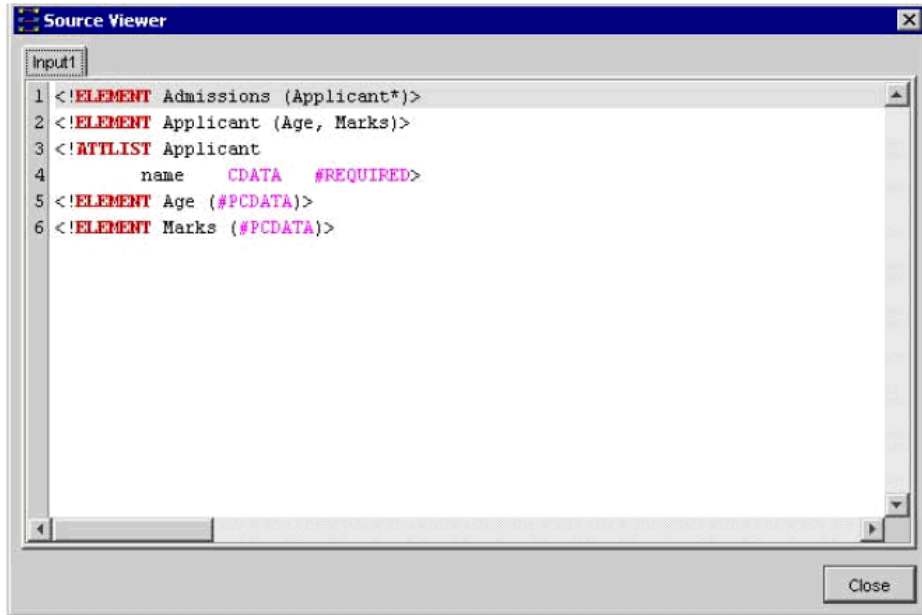 Source Viewer
Input1
1 <!ELEMENT Admissions (Applicant*)>
2 <!ELEMENT Applicant (Age, Marks)>
3 <!ATTLIST Applicant
4 name CDATA #REQUIRED>
5 <!ELEMENT Age (#PCDATA)>
6 <!ELEMENT Marks (#PCDATA)>
Close